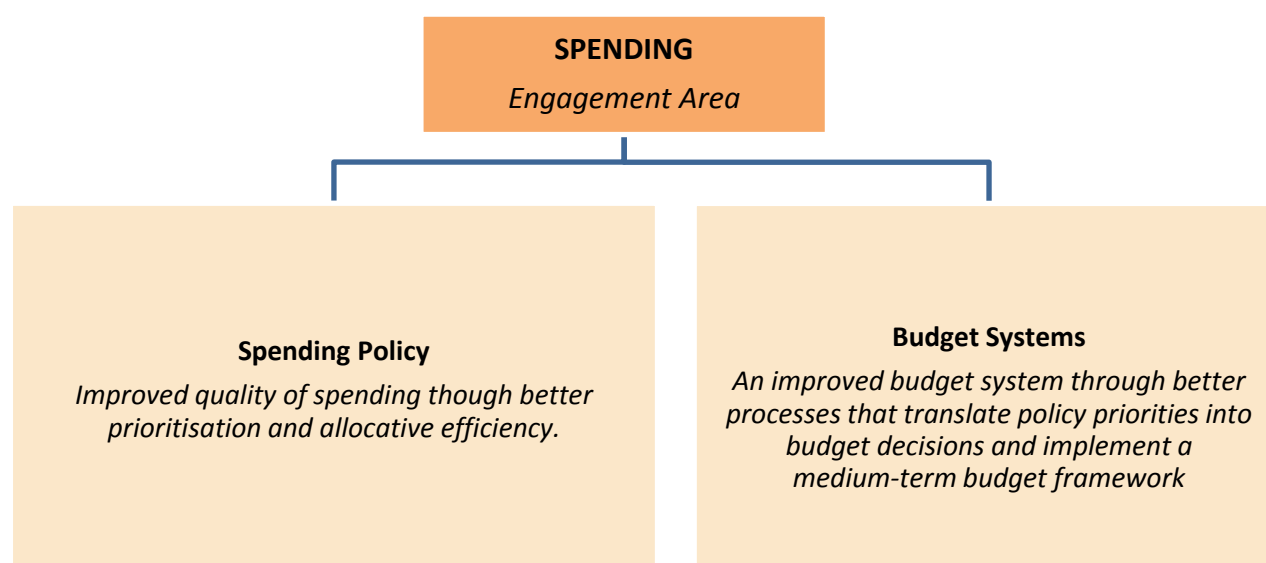 SPENDING
Engagement Area
Spending Policy
Improved quality of spending though better
prioritisation and allocative efficiency.
Budget Systems
An improved budget system through better
processes that translate policy priorities into
budget decisions and implement a
medium-term budget framework